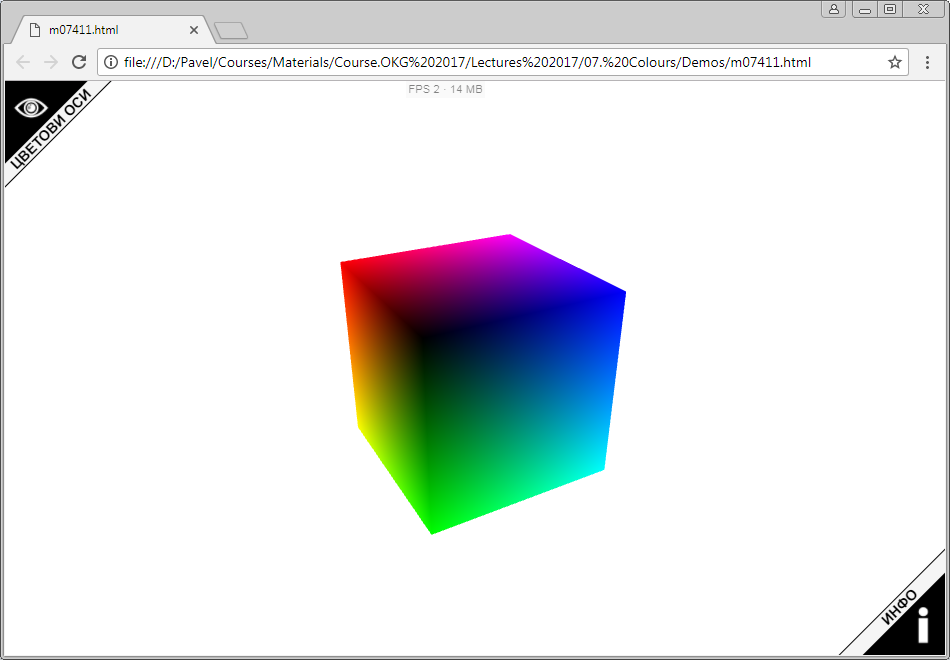 m07411.html
file:///D:/Pavel/Courses/Materials/Course.OKG%202017/Lectures%202017/07.%20Colours/Demos/m07411.html
FPS 2 · 14 MB
ЦВЕТОВИ ОСИ
ИНФО
i